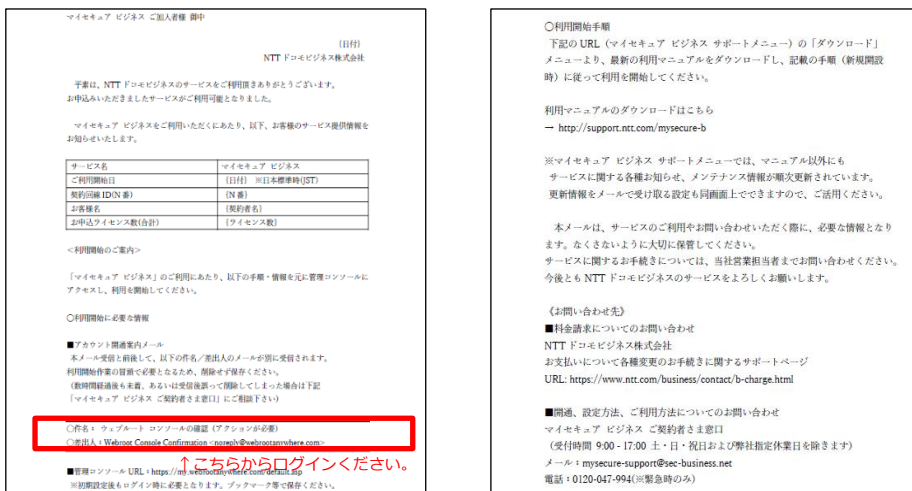 マイセキュア ビジネス ご加入者様 御中
{日付}
NTT ドコモビジネス株式会社
平素は、NTT ドコモビジネスのサービスをご利用頂きありがとうございます。
お申込みいただきましたサービスがご利用可能となりました。
マイセキュア ビジネスをご利用いただくにあたり、以下、お客様のサービス提供情報を
お知らせいたします。
サービス名 マイセキュア ビジネス
ご利用開始日 {日付} ※日本標準時(JST)
契約回線 ID(N 番) {N 番}
お客様名 {契約者名}
お申込ライセンス数(合計) {ライセンス数}
<利用開始のご案内>
「マイセキュア ビジネス」のご利用にあたり、以下の手順・情報を元に管理コンソールに
アクセスし、利用を開始してください。
〇利用開始に必要な情報
■アカウント開通案内メール
本メール受信と前後して、以下の件名／差出人のメールが別に受信されます。
利用開始作業の冒頭で必要となるため、削除せず保存ください。
(数時間経過後も未着、あるいは受信後誤って削除してしまった場合は下記
「マイセキュア ビジネス ご契約者さま窓口」にご相談下さい)
〇件名： ウェブルート コンソールの確認 (アクションが必要)
〇差出人：Webroot Console Confirmation <noreply@webrootanywhere.com>
↑こちらからログインください。
■管理コンソール URL：https://my.webrootanywhere.com/default.asp
※初期設定後もログイン時に必要となります。ブックマーク等で保存ください。
〇利用開始手順
下記の URL（マイセキュア ビジネス サポートメニュー）の「ダウンロード」
メニューより、最新の利用マニュアルをダウンロードし、記載の手順（新規開設
時）に従って利用を開始してください。
利用マニュアルのダウンロードはこちら
→ http://support.ntt.com/mysecure-b
※マイセキュア ビジネス サポートメニューでは、マニュアル以外にも
サービスに関する各種お知らせ、メンテナンス情報が順次更新されています。
更新情報をメールで受け取る設定も同画面上でできますので、ご活用ください。
本メールは、サービスのご利用やお問い合わせいただく際に、必要な情報となり
ます。なくさないように大切に保管してください。
サービスに関するお手続きについては、当社営業担当者までお問い合わせください。
今後とも NTT ドコモビジネスのサービスをよろしくお願いします。
《お問い合わせ先》
■料金請求についてのお問い合わせ
NTT ドコモビジネス株式会社
お支払いについて各種変更のお手続きに関するサポートページ
URL: https://www.ntt.com/business/contact/b-charge.html
■開通、設定方法、ご利用方法についてのお問い合わせ
マイセキュア ビジネス ご契約者さま窓口
（受付時間 9:00 - 17:00 土・日・祝日および弊社指定休業日を除きます）
メール：mysecure-support@sec-business.net
電話：0120-047-994(※緊急時のみ)